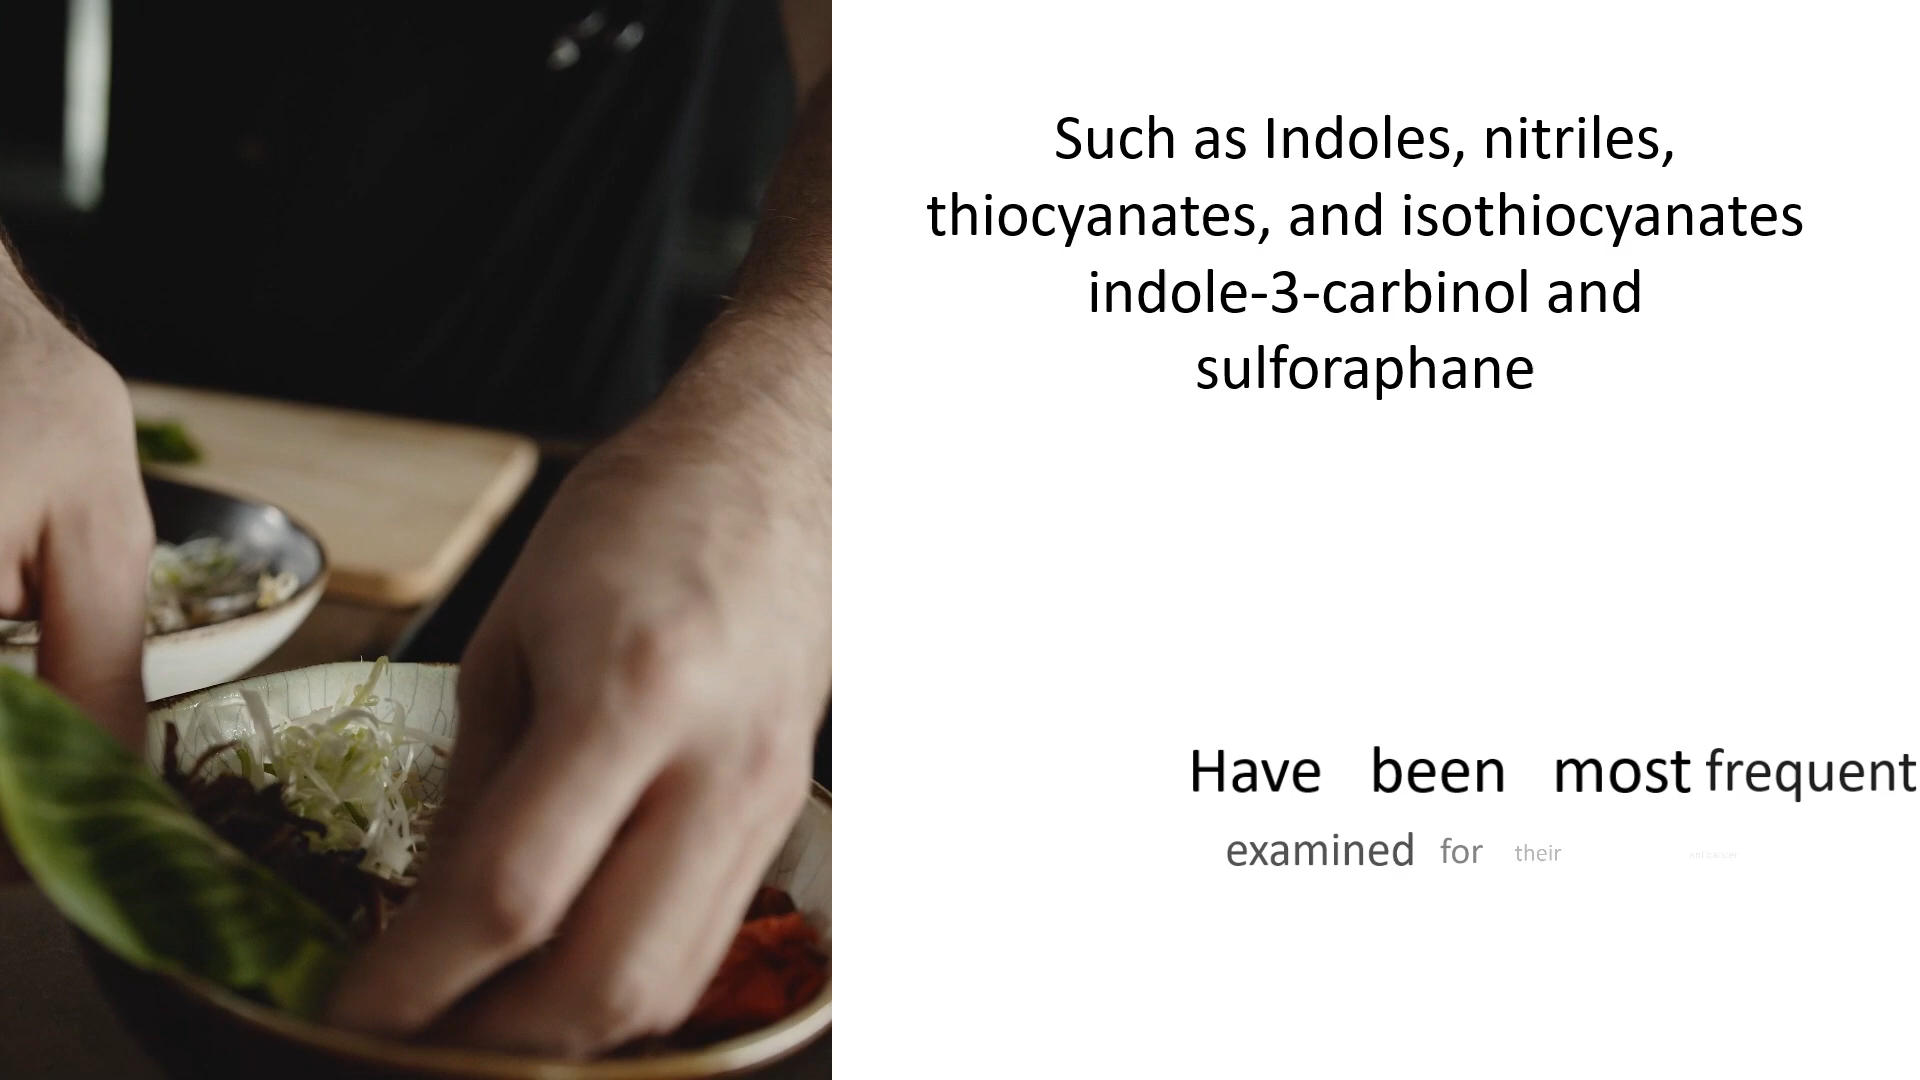 Such as Indoles, nitriles,
thiocyanates, and isothiocyanates
indole-3-carbinol and
sulforaphane
Have been most frequent
examined for their